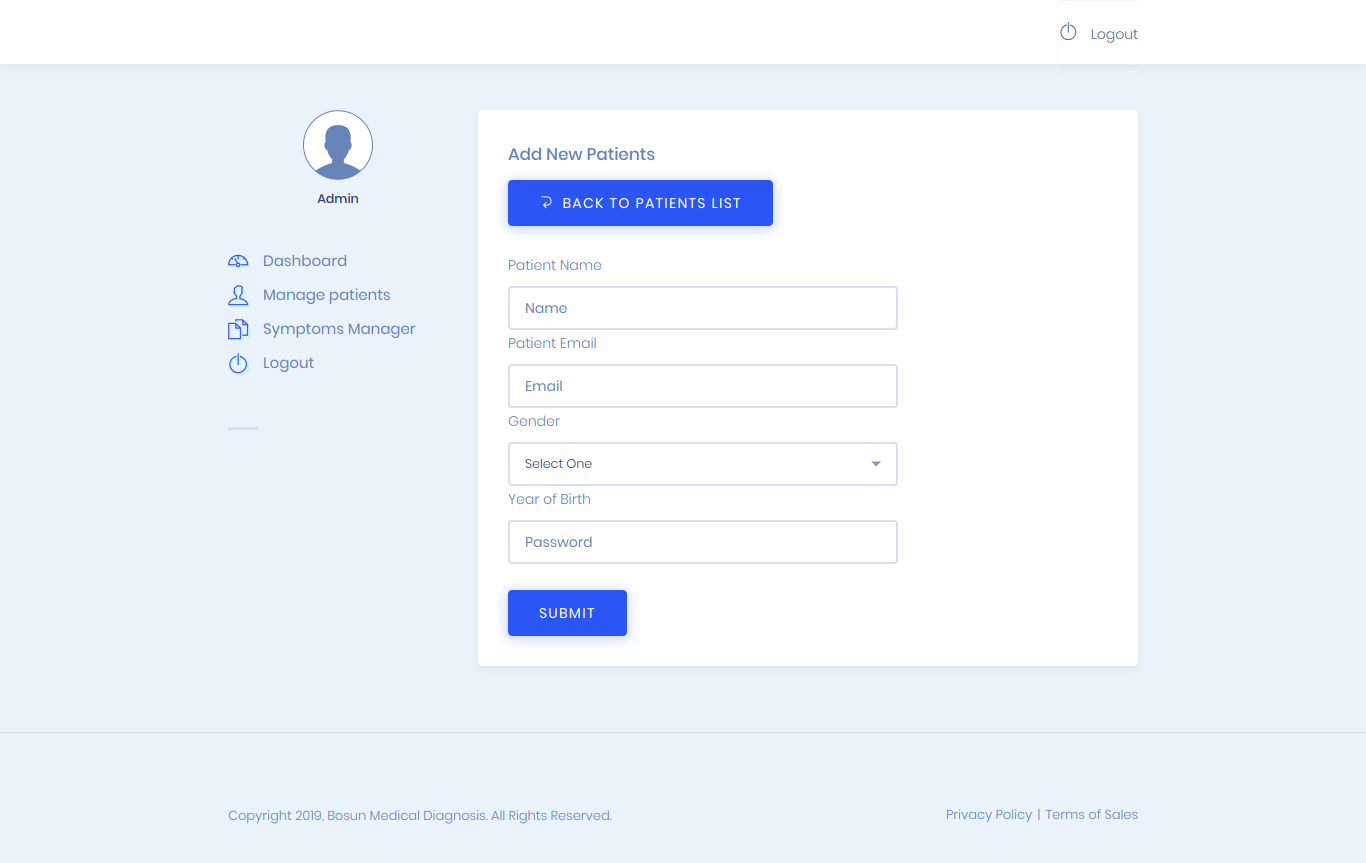 Logout
Admin
Dashboard
Manage patients
Symptoms Manager
Logout
Add New Patients
BACK TO PATIENTS LIST
Patient Name
Name
Patient Email
Email
Gender
Select One
Year of Birth
Password
SUBMIT
Copyright 2019, Bosun Medical Diagnosis. All Rights Reserved.
Privacy Policy | Terms of Sales